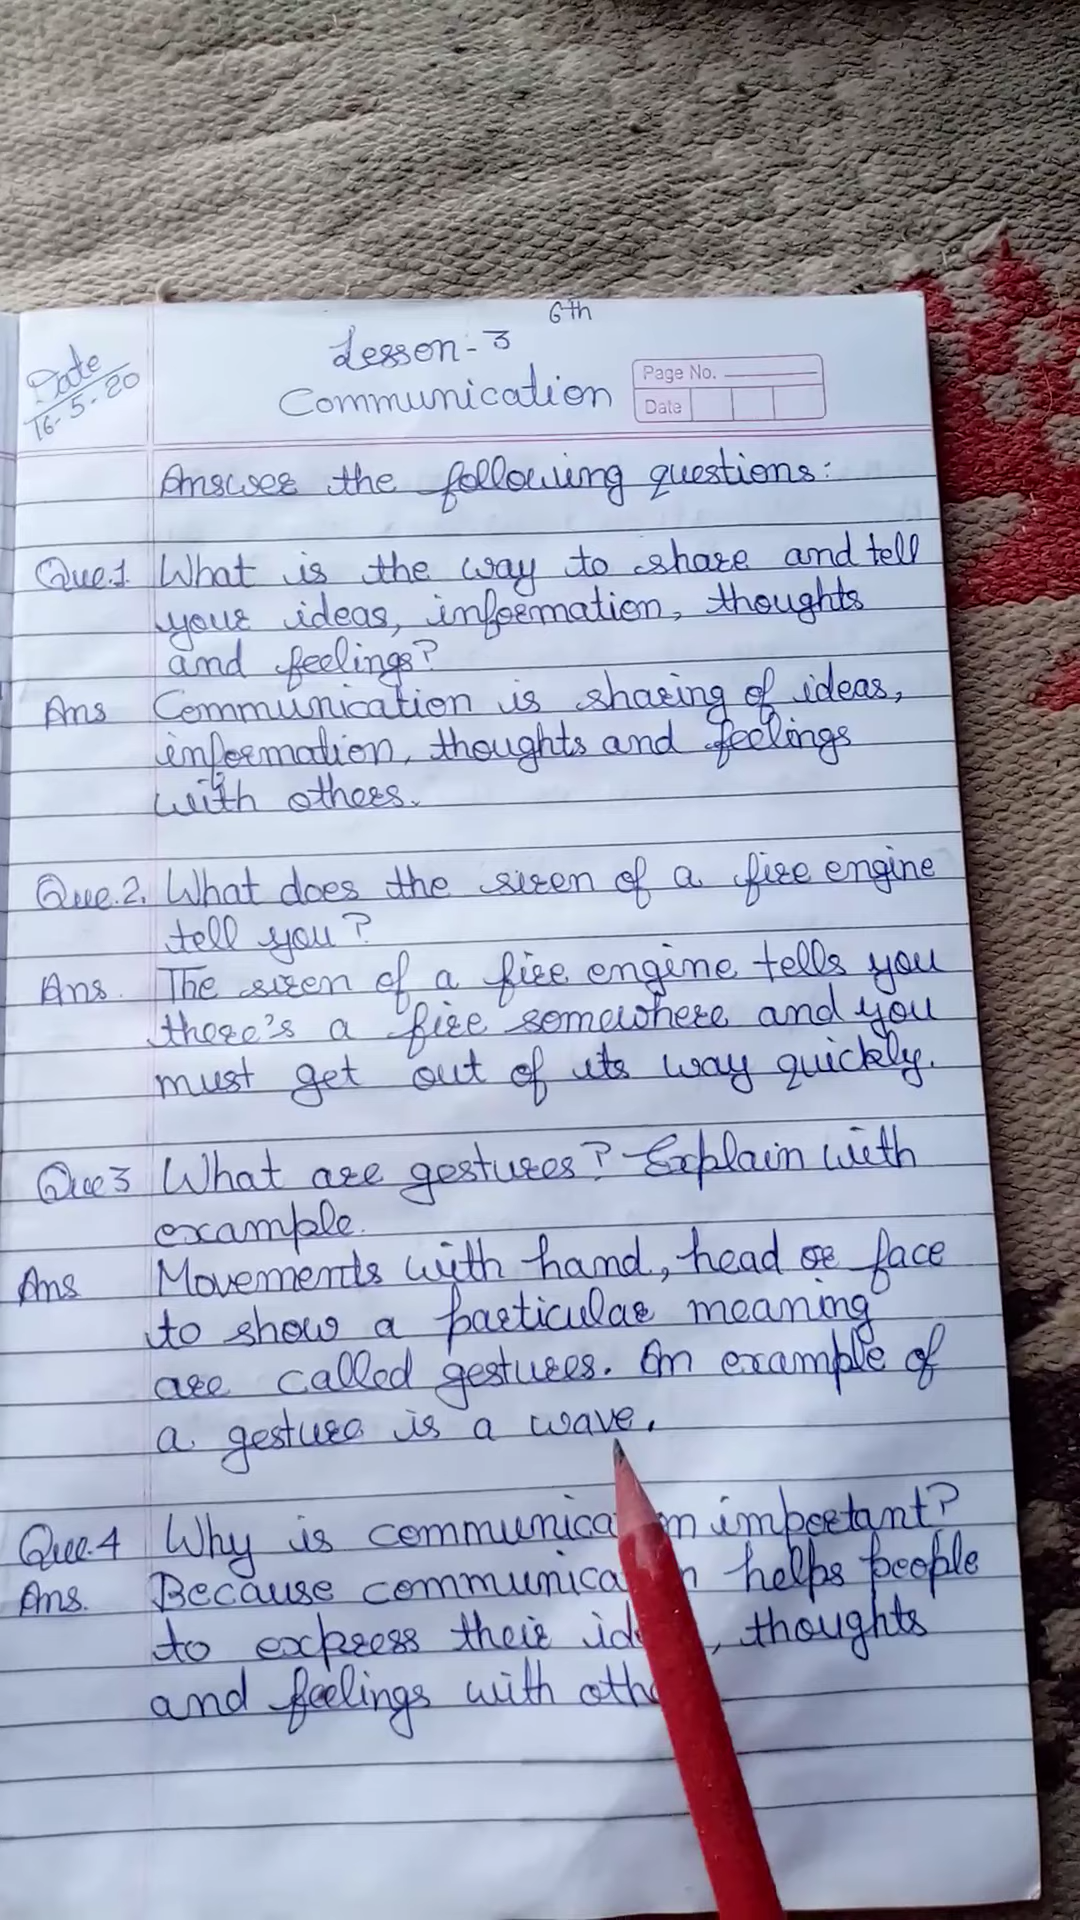 6th
Lesson-3
Communication
Date
16-5-20
Page No.
Date
Answer the following questions:
Que.1 What is the way to share and tell
your ideas, information, thoughts
and feelings?
Ans Communication is sharing of ideas,
information, thoughts and feelings
with others.
Que.2. What does the siren of a fire engine
tell you?
Ans. The siren of a fire engine tells you
there's a fire somewhere and you
must get out of its way quickly.
Que3 What are gestures? Explain with
example.
Ans Movements with hand, head or face
to show a particular meaning
are called gestures. An example of
a gesture is a wave.
Que.4 Why is important?
Ans. Because helps people
to express their thoughts
and feelings with